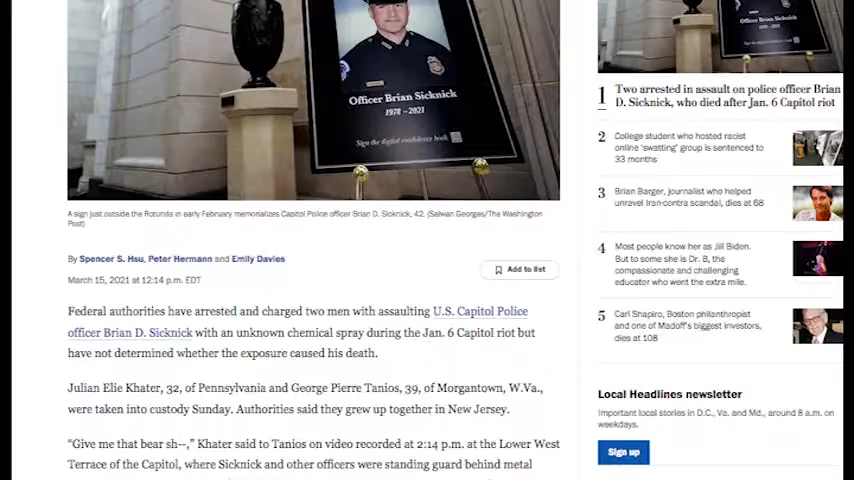 Officer Brian Sicknick
1978 – 2021
Sign the digital condolence book
A sign just outside the Rotunda in early February memorializes Capitol Police officer Brian D. Sicknick, 42. (Salwan Georges/The Washington
Post)
By Spencer S. Hsu, Peter Hermann and Emily Davies
March 15, 2021 at 12:14 p.m. EDT
Add to list
Federal authorities have arrested and charged two men with assaulting U.S. Capitol Police
officer Brian D. Sicknick with an unknown chemical spray during the Jan. 6 Capitol riot but
have not determined whether the exposure caused his death.
Julian Elie Khater, 32, of Pennsylvania and George Pierre Tanios, 39, of Morgantown, W.Va.,
were taken into custody Sunday. Authorities said they grew up together in New Jersey.
“Give me that bear sh--,” Khater said to Tanios on video recorded at 2:14 p.m. at the Lower West
Terrace of the Capitol, where Sicknick and other officers were standing guard behind metal
Officer Brian Sicknick
1978 – 2021
1 Two arrested in assault on police officer Brian
D. Sicknick, who died after Jan. 6 Capitol riot
2 College student who hosted racist
online ‘swatting’ group is sentenced to
33 months
3 Brian Barger, journalist who helped
unravel Iran-contra scandal, dies at 68
4 Most people know her as Jill Biden.
But to some she is Dr. B, the
compassionate and challenging
educator who went the extra mile.
5 Carl Shapiro, Boston philanthropist
and one of Madoff’s biggest investors,
dies at 108
Local Headlines newsletter
Important local stories in D.C., Va. and Md., around 8 a.m. on
weekdays.
Sign up